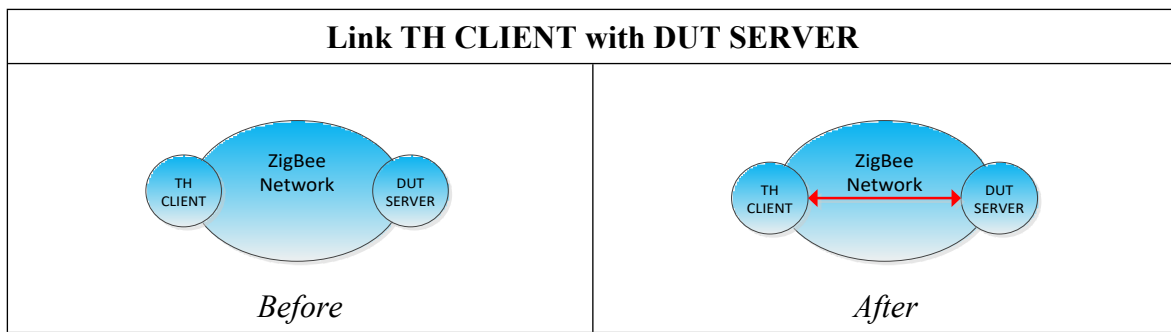 Link TH CLIENT with DUT SERVER
ZigBee
Network
TH
CLIENT
DUT
SERVER
Before
ZigBee
Network
TH
CLIENT
DUT
SERVER
After